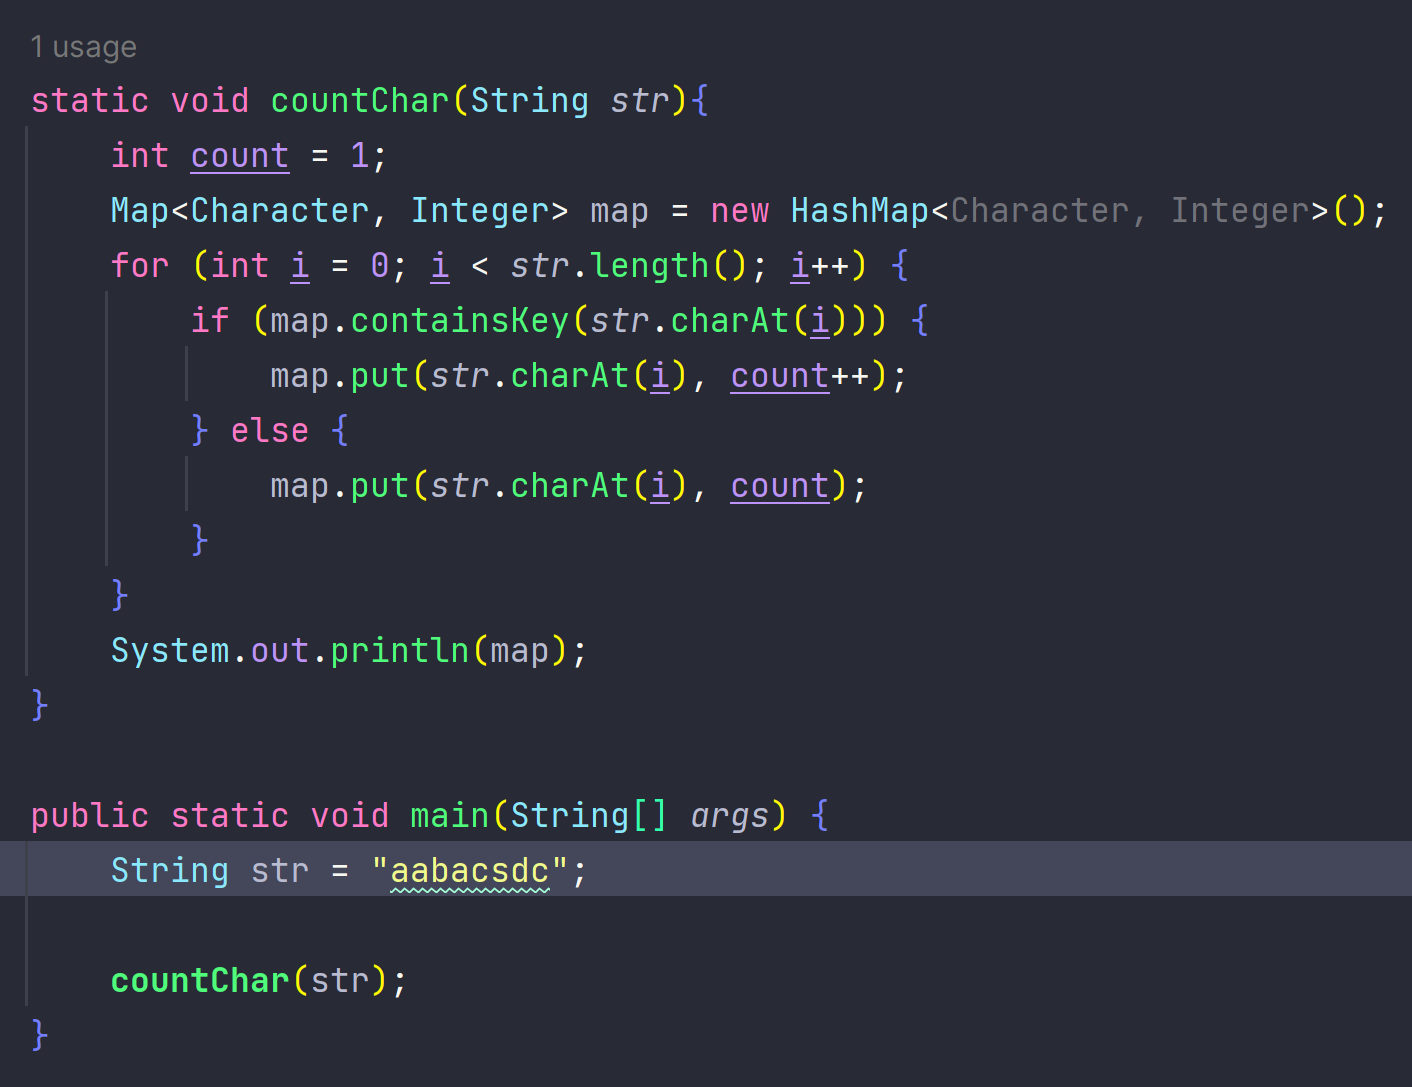 1 usage
static void countChar(String str){
    int count = 1;
    Map<Character, Integer> map = new HashMap<Character, Integer>();
    for (int i = 0; i < str.length(); i++) {
        if (map.containsKey(str.charAt(i))) {
            map.put(str.charAt(i), count++);
        } else {
            map.put(str.charAt(i), count);
        }
    }
    System.out.println(map);
}
public static void main(String[] args) {
    String str = "aabacsdc";
    countChar(str);
}